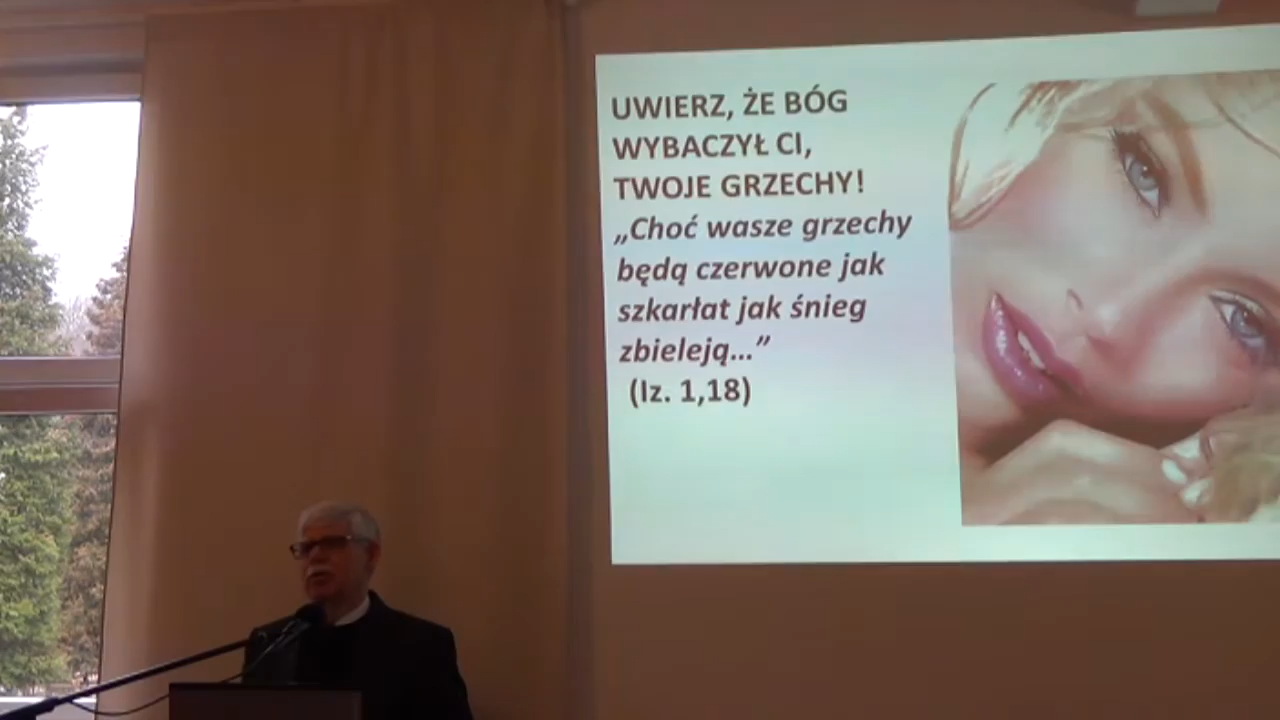 UWIERZ, ŻE BÓG
WYBACZYŁ CI,
TWOJE GRZECHY!
„Choć wasze grzechy
będą czerwone jak
szkarłat jak śnieg
zbieleją...”
(Iz. 1,18)